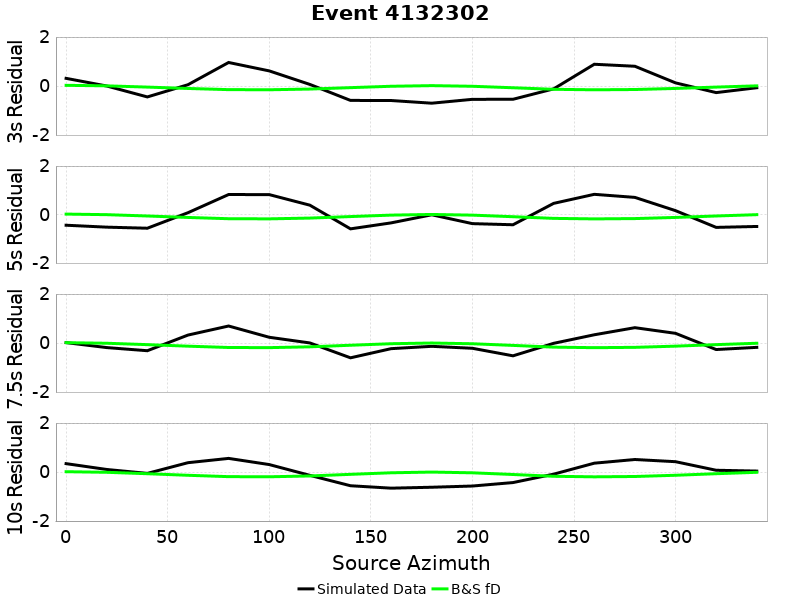 Event 4132302
3s Residual
2
0
-2
5s Residual
2
0
-2
7.5s Residual
2
0
-2
10s Residual
2
0
-2
0 50 100 150 200 250 300
Source Azimuth
Simulated Data B&S fD